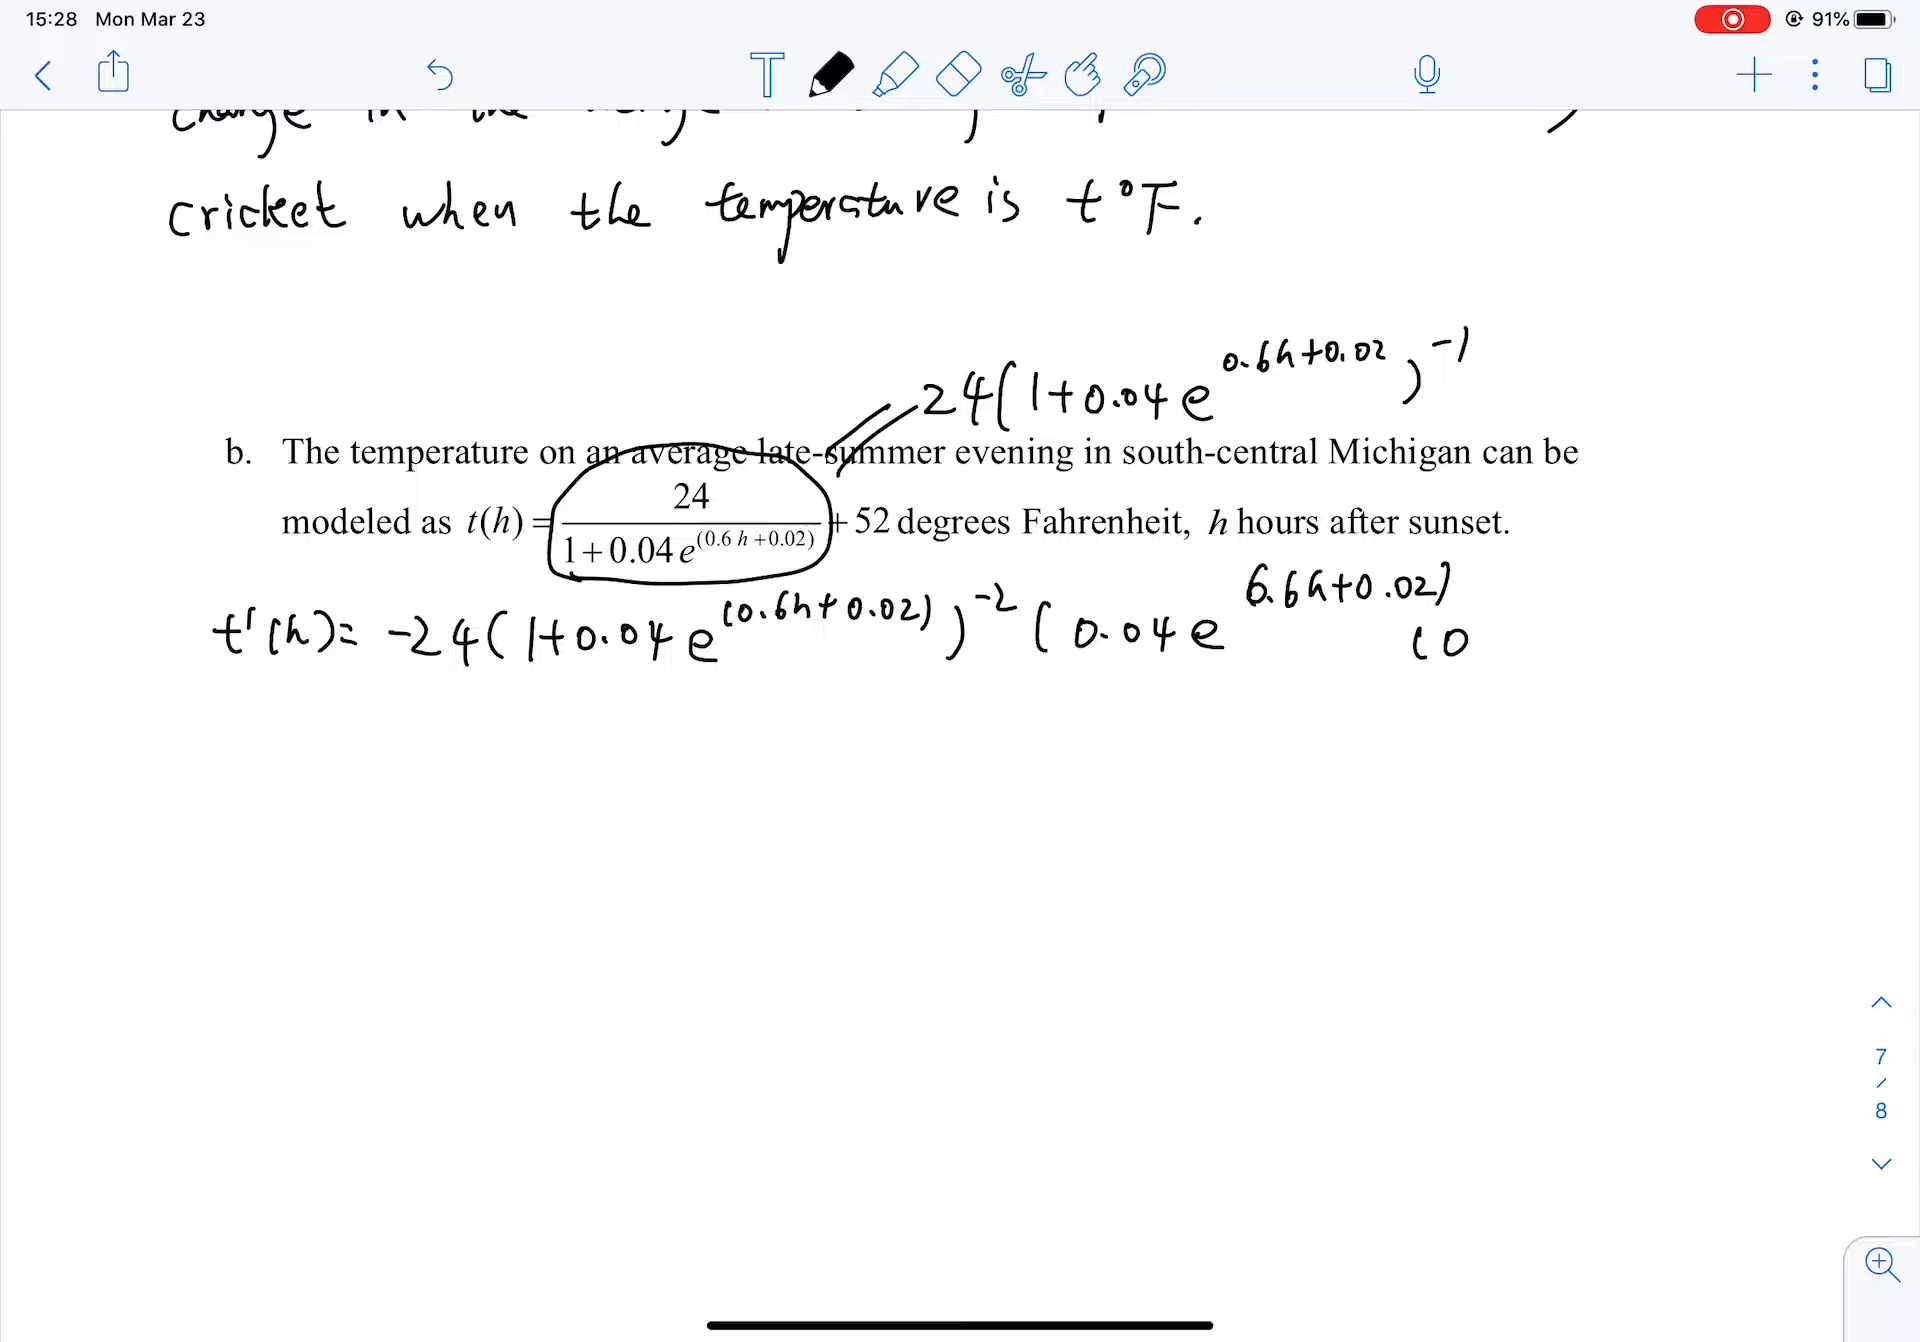 15:28 Mon Mar 23 91%
T
change in the
cricket when the temperature is t°F.
24(1+0.04e^0.6h+0.02)^-1
b. The temperature on an average late-summer evening in south-central Michigan can be
modeled as t(h) = 24 / 1+0.04e^(0.6h+0.02) + 52 degrees Fahrenheit, h hours after sunset.
t'(h) = -24(1+0.04e^(0.6h+0.02))^-2 (0.04e^6.6h+0.02) (0
7
/
8